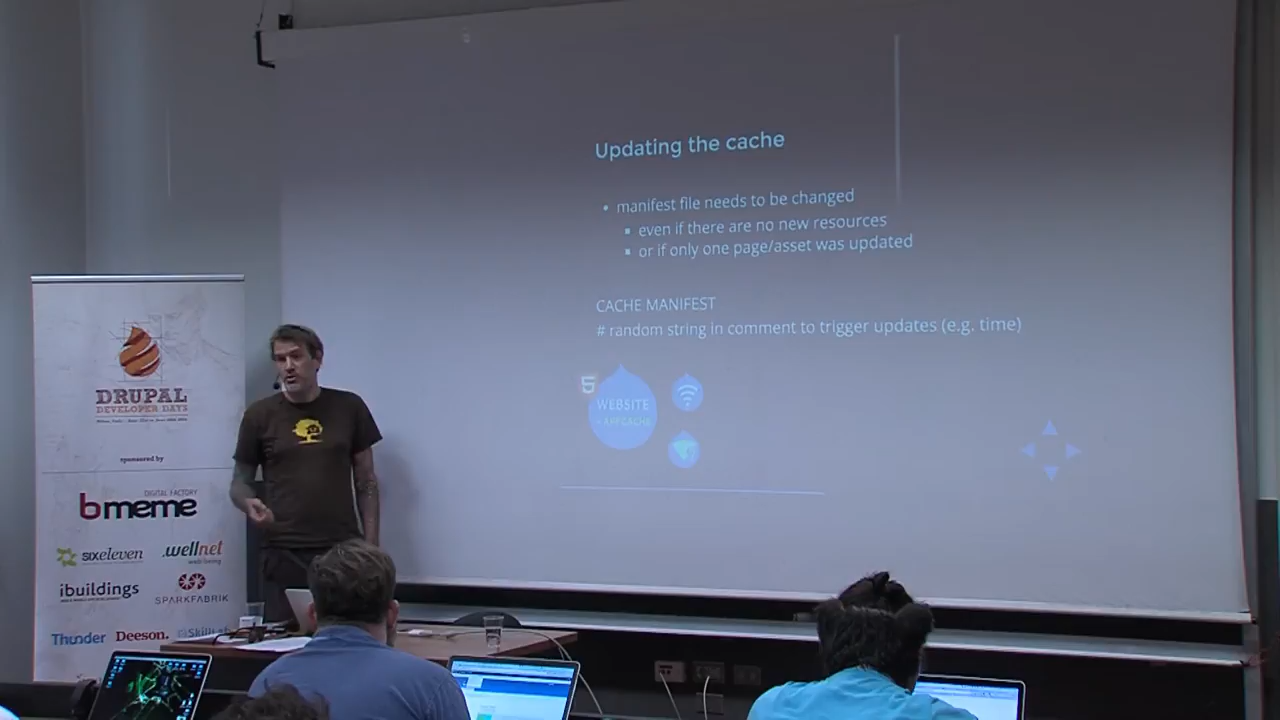 Updating the cache
• manifest file needs to be changed
▪ even if there are no new resources
▪ or if only one page/asset was updated
CACHE MANIFEST
# random string in comment to trigger updates (e.g. time)
5
WEBSITE
+ APPCACHE
DRUPAL
DEVELOPER DAYS
sponsored by
DIGITAL FACTORY
bmeme
sixeleven
.wellnet
ibuildings
SPARKFABRIK
Thunder
Deeson.